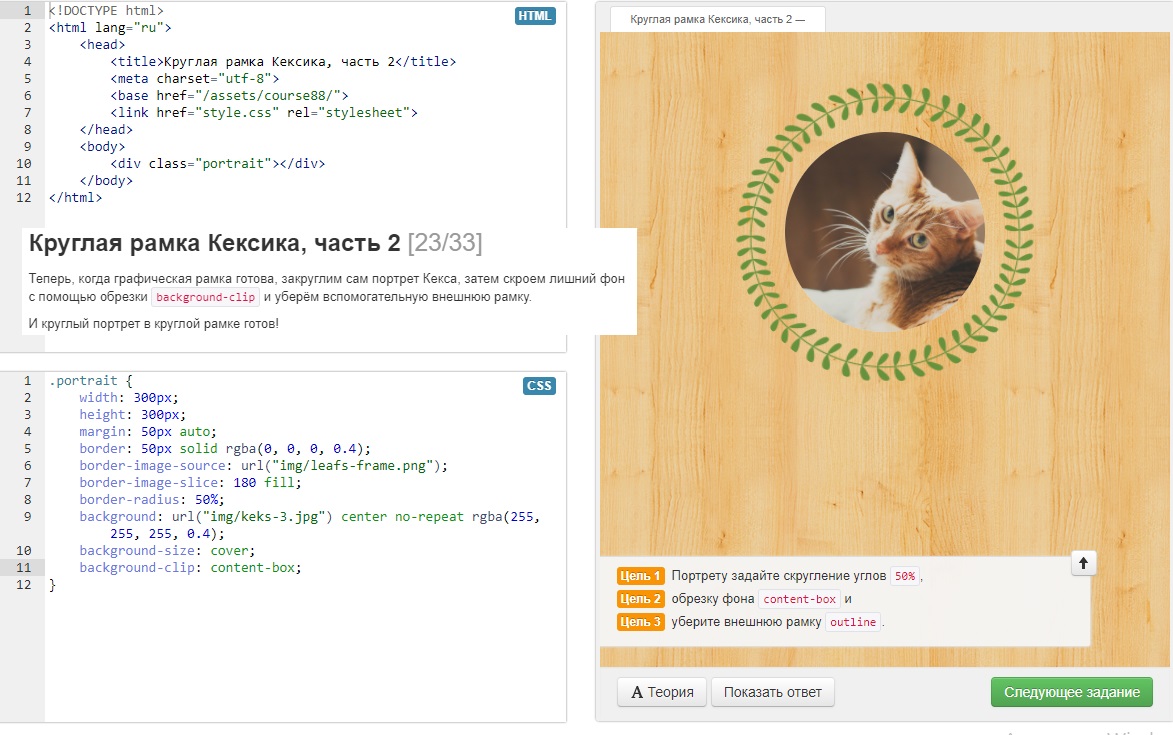 HTML
1 <!DOCTYPE html>
2 <html lang="ru">
3 <head>
4 <title>Круглая рамка Кексика, часть 2</title>
5 <meta charset="utf-8">
6 <base href="/assets/course88/">
7 <link href="style.css" rel="stylesheet">
8 </head>
9 <body>
10 <div class="portrait"></div>
11 </body>
12 </html>
Круглая рамка Кексика, часть 2 [23/33]
Теперь, когда графическая рамка готова, закруглим сам портрет Кекса, затем скроем лишний фон
с помощью обрезки background-clip и уберём вспомогательную внешнюю рамку.
И круглый портрет в круглой рамке готов!
CSS
1 .portrait {
2 width: 300px;
3 height: 300px;
4 margin: 50px auto;
5 border: 50px solid rgba(0, 0, 0, 0.4);
6 border-image-source: url("img/leafs-frame.png");
7 border-image-slice: 180 fill;
8 border-radius: 50%;
9 background: url("img/keks-3.jpg") center no-repeat rgba(255,
255, 255, 0.4);
10 background-size: cover;
11 background-clip: content-box;
12 }
Круглая рамка Кексика, часть 2 —
Цель 1 Портрету задайте скругление углов 50%,
Цель 2 обрезку фона content-box и
Цель 3 уберите внешнюю рамку outline.
A Теория Показать ответ Следующее задание